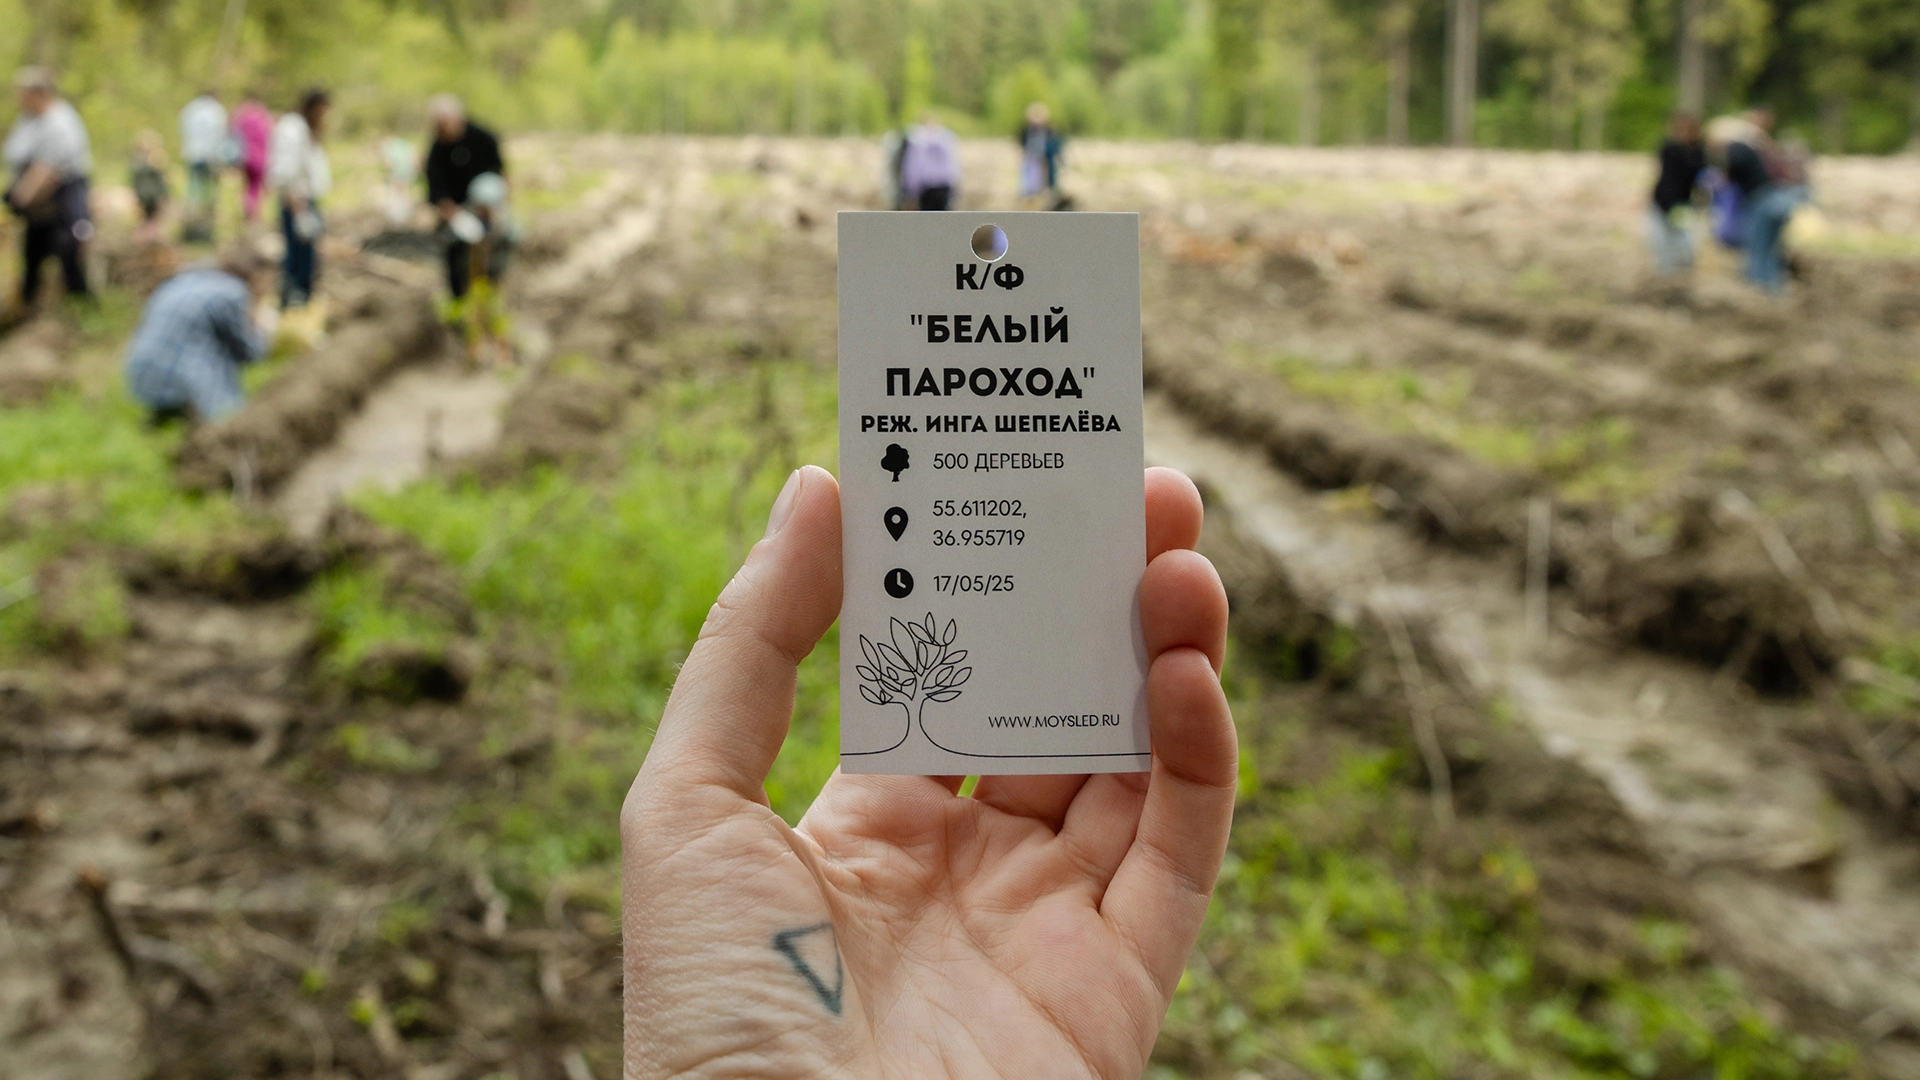 К/Ф
"БЕЛЫЙ
ПАРОХОД"
РЕЖ. ИНГА ШЕПЕЛЁВА
500 ДЕРЕВЬЕВ
55.611202,
36.955719
17/05/25
WWW.MOYSLED.RU